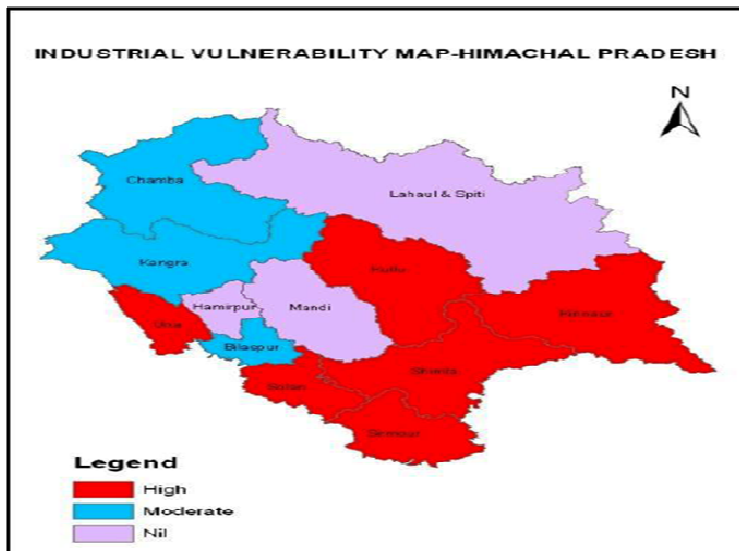 INDUSTRIAL VULNERABILITY MAP-HIMACHAL PRADESH
N
Chamba
Lahaul & Spiti
Kangra
Kullu
Hamirpur
Mandi
Kinnaur
Una
Bilaspur
Shimla
Solan
Sirmour
Legend
High
Moderate
Nil